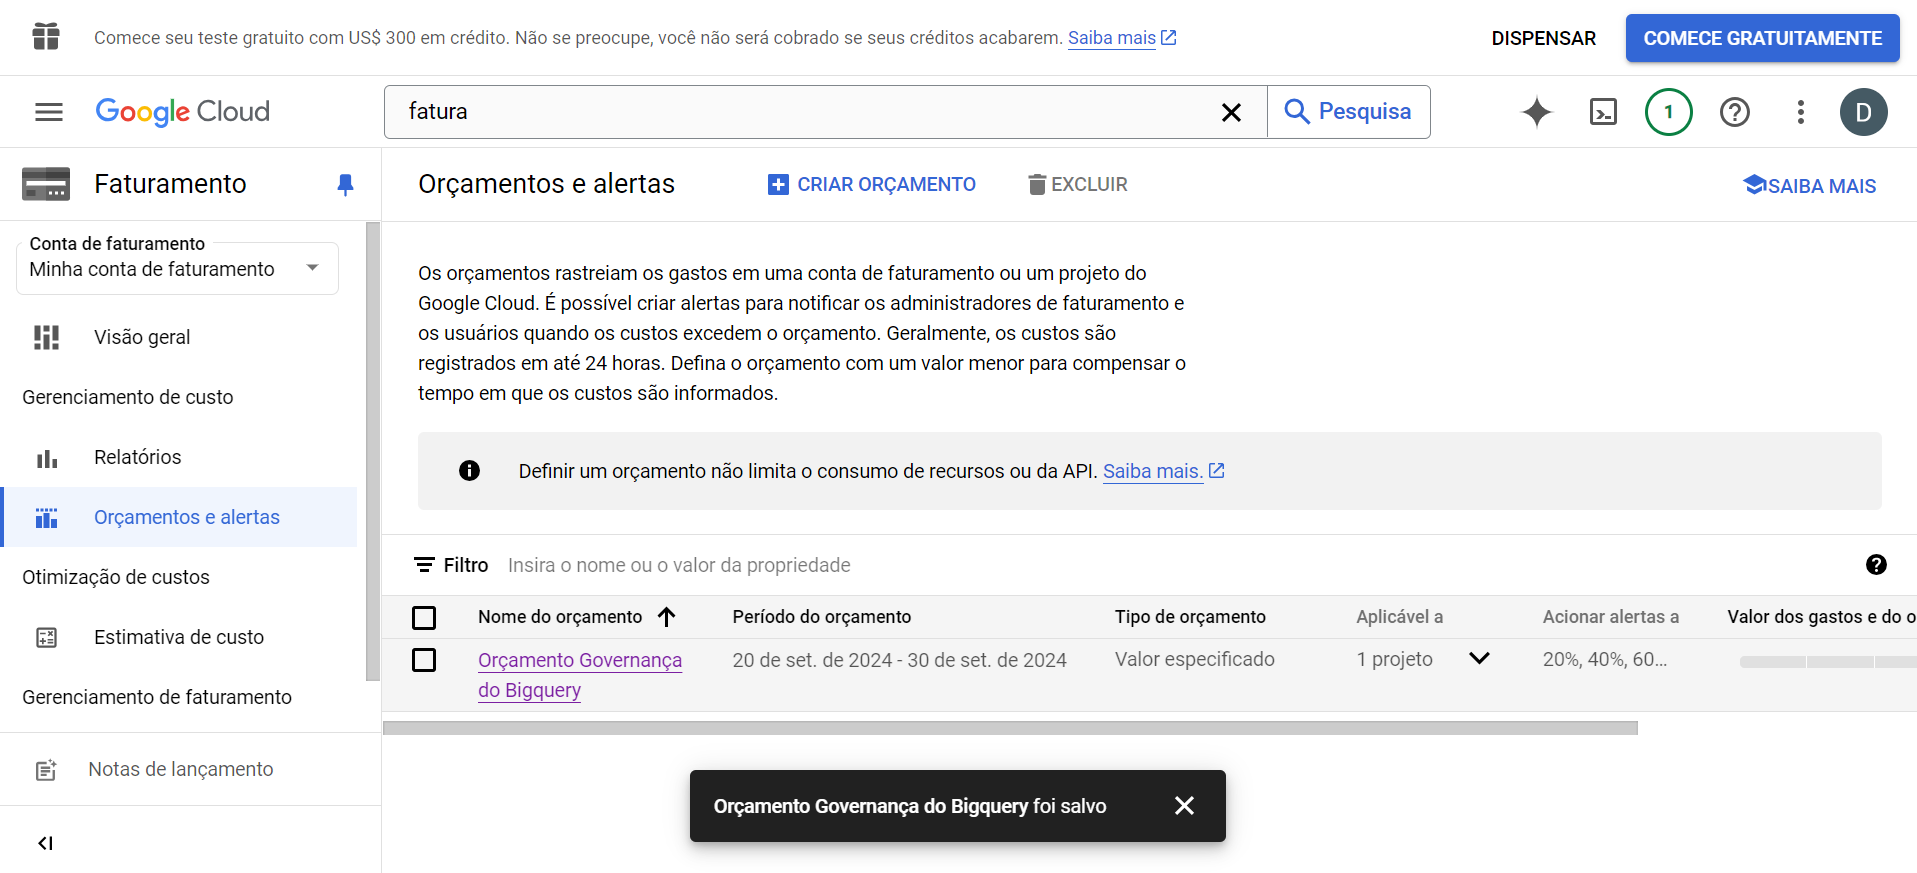 Comece seu teste gratuito com US$ 300 em crédito. Não se preocupe, você não será cobrado se seus créditos acabarem. Saiba mais
DISPENSAR
COMECE GRATUITAMENTE
Google Cloud
fatura
Pesquisa
1
D
Faturamento
Orçamentos e alertas
CRIAR ORÇAMENTO
EXCLUIR
SAIBA MAIS
Conta de faturamento
Minha conta de faturamento
Visão geral
Gerenciamento de custo
Relatórios
Orçamentos e alertas
Otimização de custos
Estimativa de custo
Gerenciamento de faturamento
Notas de lançamento
Os orçamentos rastreiam os gastos em uma conta de faturamento ou um projeto do
Google Cloud. É possível criar alertas para notificar os administradores de faturamento e
os usuários quando os custos excedem o orçamento. Geralmente, os custos são
registrados em até 24 horas. Defina o orçamento com um valor menor para compensar o
tempo em que os custos são informados.
Definir um orçamento não limita o consumo de recursos ou da API. Saiba mais.
Filtro Insira o nome ou o valor da propriedade
Nome do orçamento Período do orçamento Tipo de orçamento Aplicável a Acionar alertas a Valor dos gastos e do o
Orçamento Governança 20 de set. de 2024 - 30 de set. de 2024 Valor especificado 1 projeto 20%, 40%, 60...
do Bigquery
Orçamento Governança do Bigquery foi salvo